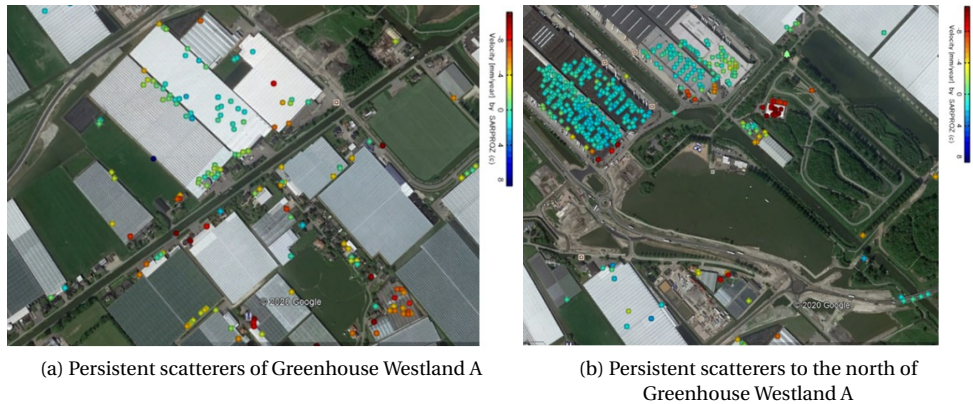 Velocity [mm/year] by SARPROZ (c)
-8
-4
0
4
8
© 2020 Google
Velocity [mm/year] by SARPROZ (c)
-8
-4
0
4
8
© 2020 Google
(a) Persistent scatterers of Greenhouse Westland A
(b) Persistent scatterers to the north of
Greenhouse Westland A